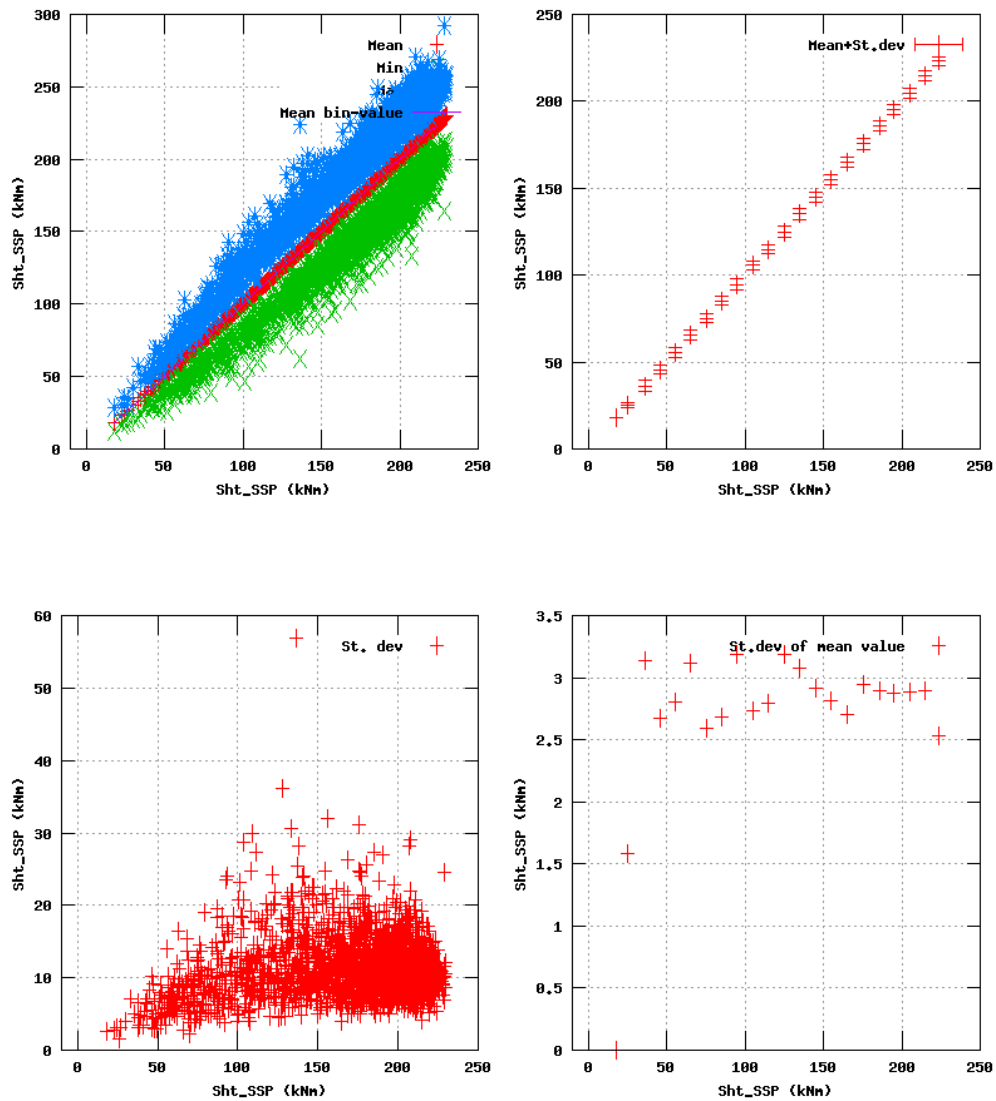 300
250
200
150
100
50
0
Sht_SSP (kNm)
Mean
Min
Mean bin-value
0 50 100 150 200 250
Sht_SSP (kNm)
250
200
150
100
50
0
Sht_SSP (kNm)
Mean+St.dev
0 50 100 150 200 250
Sht_SSP (kNm)
60
50
40
30
20
10
0
Sht_SSP (kNm)
St. dev
0 50 100 150 200 250
Sht_SSP (kNm)
3.5
3
2.5
2
1.5
1
0.5
0
Sht_SSP (kNm)
St.dev of mean value
0 50 100 150 200 250
Sht_SSP (kNm)